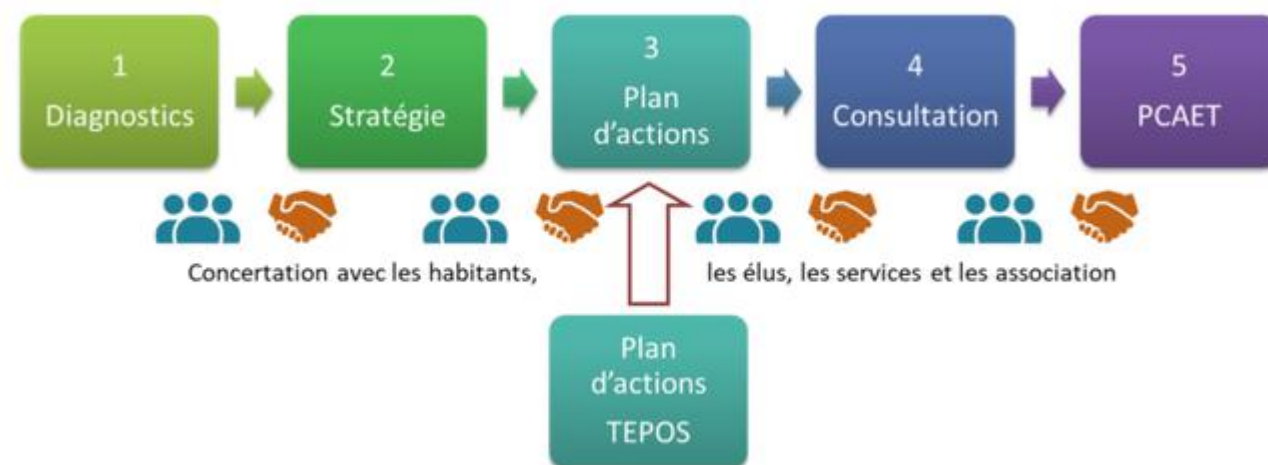 1
Diagnostics
2
Stratégie
3
Plan
d'actions
4
Consultation
5
PCAET
Concertation avec les habitants,
les élus, les services et les association
Plan
d'actions
TEPOS